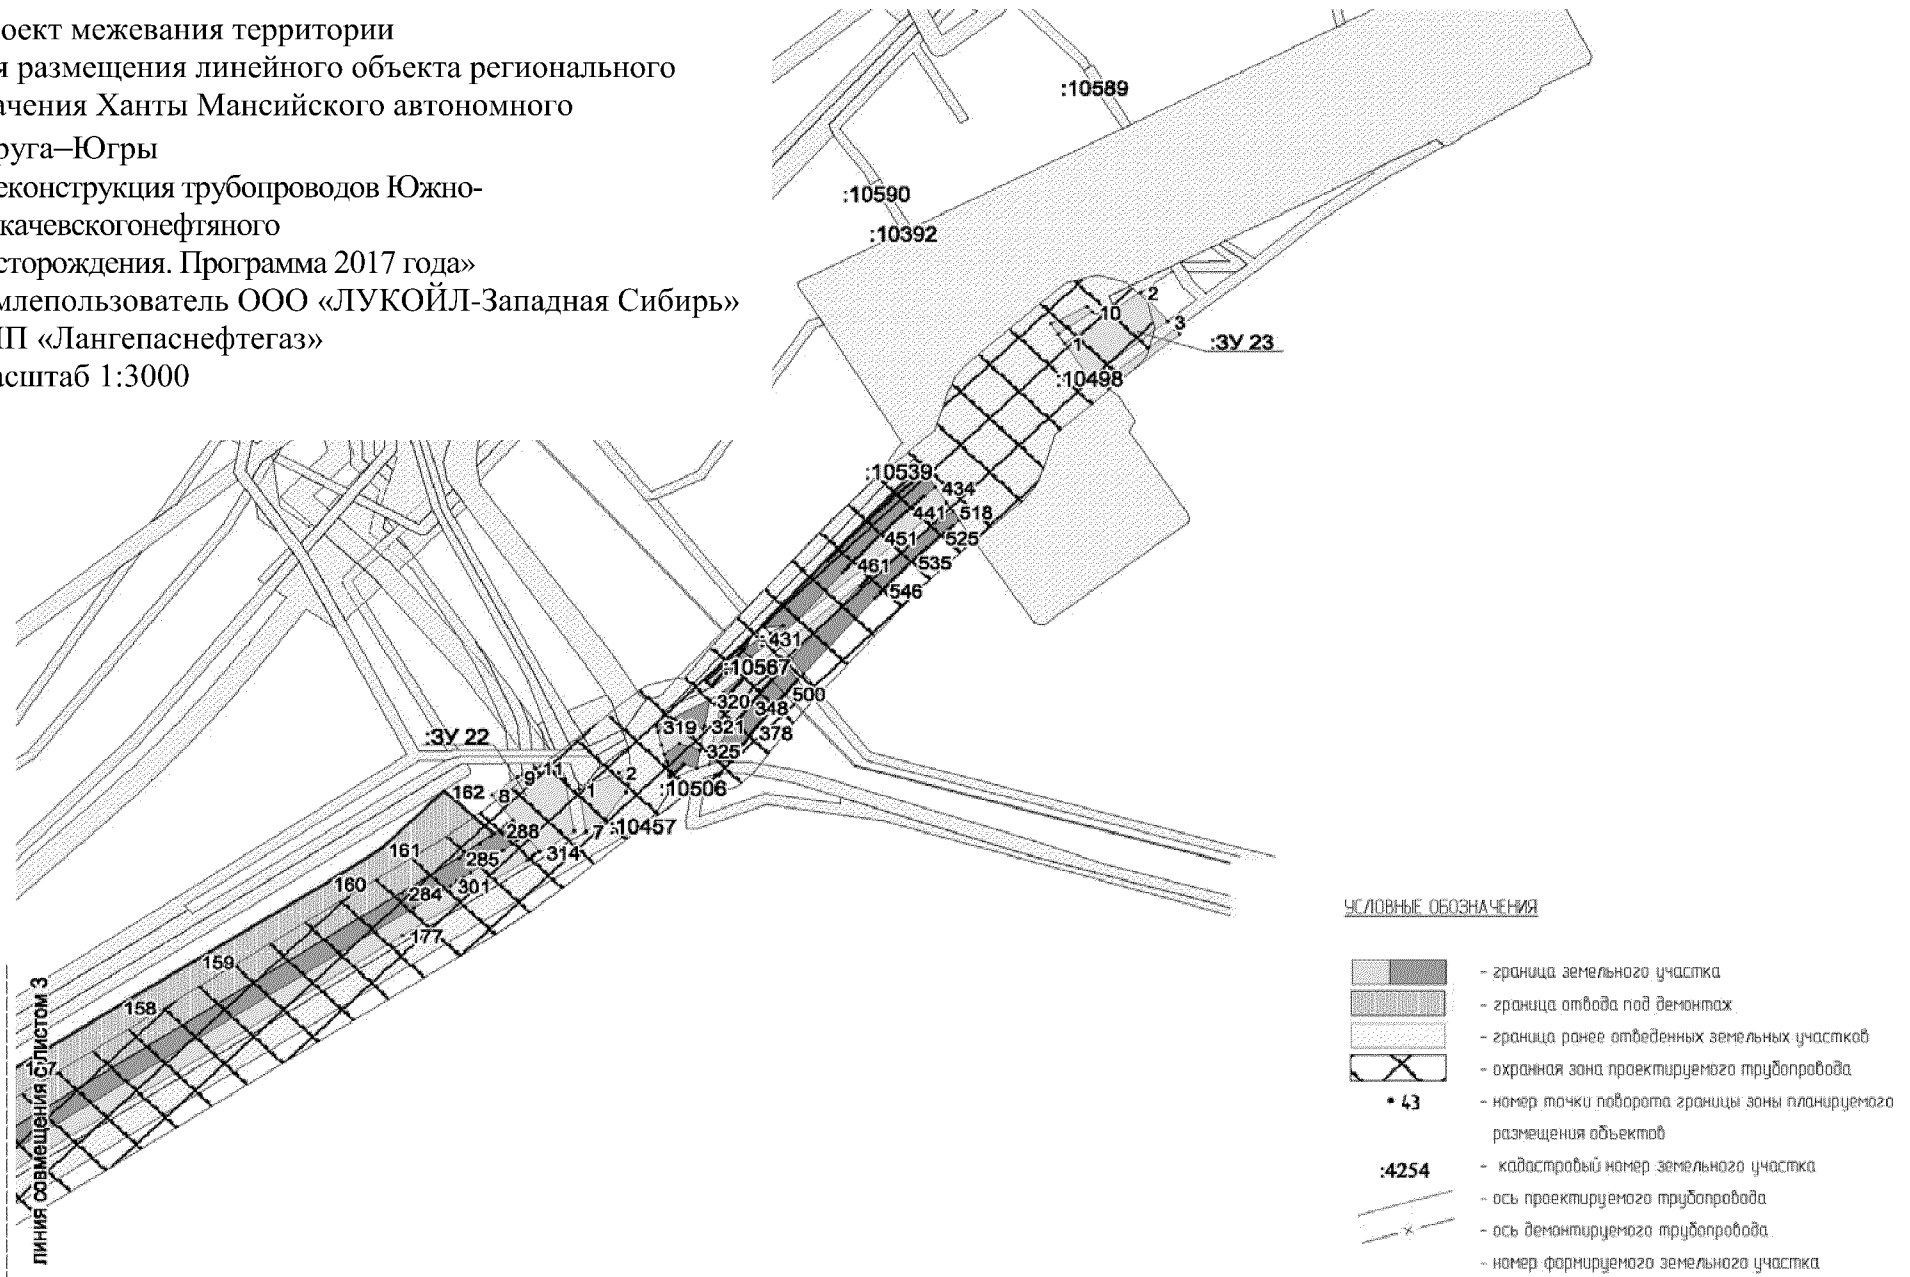 оект межевания территории
я размещения линейного объекта регионального
ачения Ханты Мансийского автономного
руга–Югры
еконструкция трубопроводов Южно-
качевскогонефтяного
сторождения. Программа 2017 года»
млепользователь ООО «ЛУКОЙЛ-Западная Сибирь»
ПП «Лангепаснефтегаз»
асштаб 1:3000
:10589
:10590
:10392
2
10
3
1
:ЗУ 23
:10498
:10539
434
441
518
451
525
461
535
546
431
:10567
320
500
348
319
321
378
325
:ЗУ 22
11
9
2
:10506
162
8
1
288
7
:10457
161
285
314
160
284
301
177
159
158
линия совмещения с листом 3
УСЛОВНЫЕ ОБОЗНАЧЕНИЯ
- граница земельного участка
- граница отвода под демонтаж
- граница ранее отведенных земельных участков
- охранная зона проектируемого трубопровода
• 43 - номер точки поворота границы зоны планируемого
размещения объектов
:4254 - кадастровый номер земельного участка
- ось проектируемого трубопровода
- ось демонтируемого трубопровода
- номер формируемого земельного участка